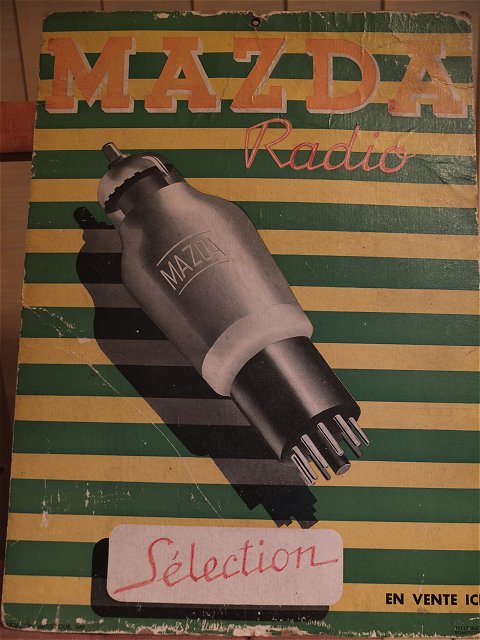 MAZDA
Radio
MAZDA
Sélection
EN VENTE ICI